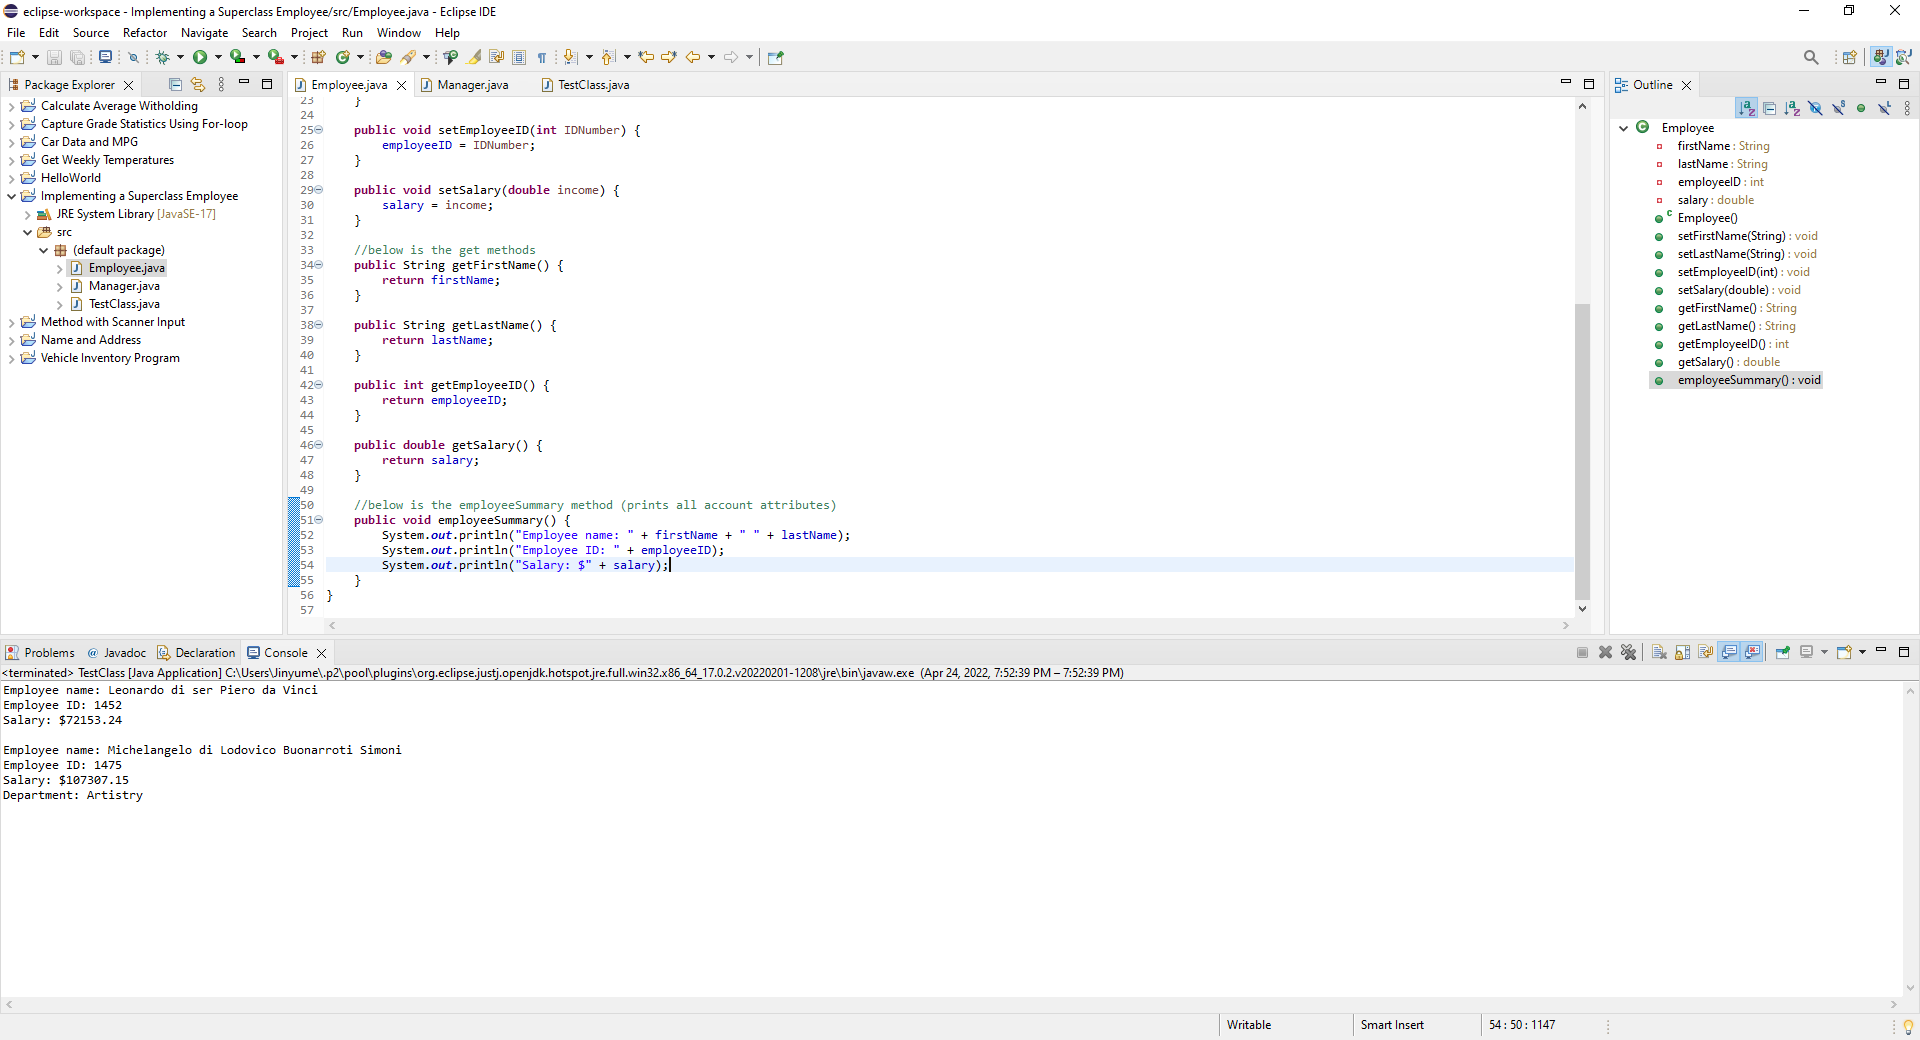 eclipse-workspace - Implementing a Superclass Employee/src/Employee.java - Eclipse IDE
File Edit Source Refactor Navigate Search Project Run Window Help
Package Explorer
Calculate Average Witholding
Capture Grade Statistics Using For-loop
Car Data and MPG
Get Weekly Temperatures
HelloWorld
Implementing a Superclass Employee
JRE System Library [JavaSE-17]
src
(default package)
Employee.java
Manager.java
TestClass.java
Method with Scanner Input
Name and Address
Vehicle Inventory Program
Employee.java Manager.java TestClass.java
23 }
24
25 public void setEmployeeID(int IDNumber) {
26 employeeID = IDNumber;
27 }
28
29 public void setSalary(double income) {
30 salary = income;
31 }
32
33 //below is the get methods
34 public String getFirstName() {
35 return firstName;
36 }
37
38 public String getLastName() {
39 return lastName;
40 }
41
42 public int getEmployeeID() {
43 return employeeID;
44 }
45
46 public double getSalary() {
47 return salary;
48 }
49
50 //below is the employeeSummary method (prints all account attributes)
51 public void employeeSummary() {
52 System.out.println("Employee name: " + firstName + " " + lastName);
53 System.out.println("Employee ID: " + employeeID);
54 System.out.println("Salary: $" + salary);
55 }
56 }
57
Outline
Employee
firstName : String
lastName : String
employeeID : int
salary : double
Employee()
setFirstName(String) : void
setLastName(String) : void
setEmployeeID(int) : void
setSalary(double) : void
getFirstName() : String
getLastName() : String
getEmployeeID() : int
getSalary() : double
employeeSummary() : void
Problems @ Javadoc Declaration Console
<terminated> TestClass [Java Application] C:\Users\Jinyume\.p2\pool\plugins\org.eclipse.justj.openjdk.hotspot.jre.full.win32.x86_64_17.0.2.v20220201-1208\jre\bin\javaw.exe (Apr 24, 2022, 7:52:39 PM – 7:52:39 PM)
Employee name: Leonardo di ser Piero da Vinci
Employee ID: 1452
Salary: $72153.24
Employee name: Michelangelo di Lodovico Buonarroti Simoni
Employee ID: 1475
Salary: $107307.15
Department: Artistry
Writable Smart Insert 54 : 50 : 1147